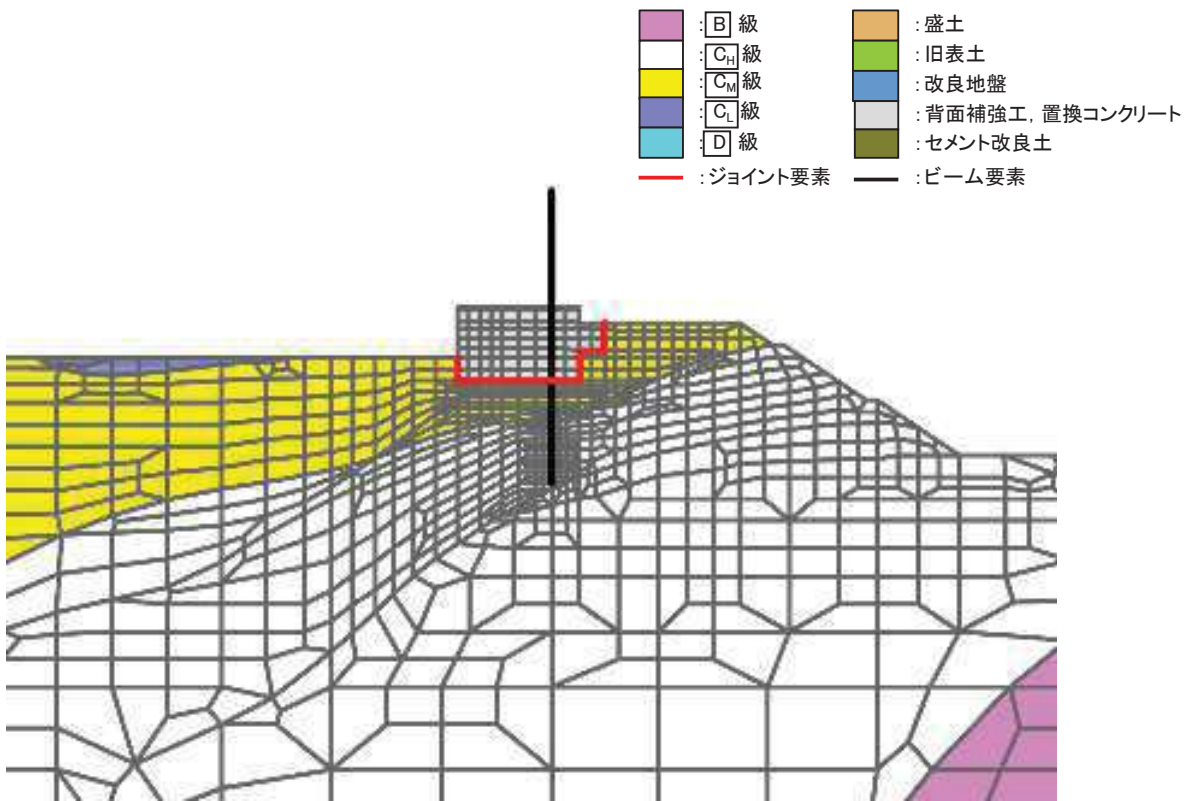 :B 級
:CH 級
:CM 級
:CL 級
:D 級
:ジョイント要素
:盛土
:旧表土
:改良地盤
:背面補強工, 置換コンクリート
:セメント改良土
:ビーム要素